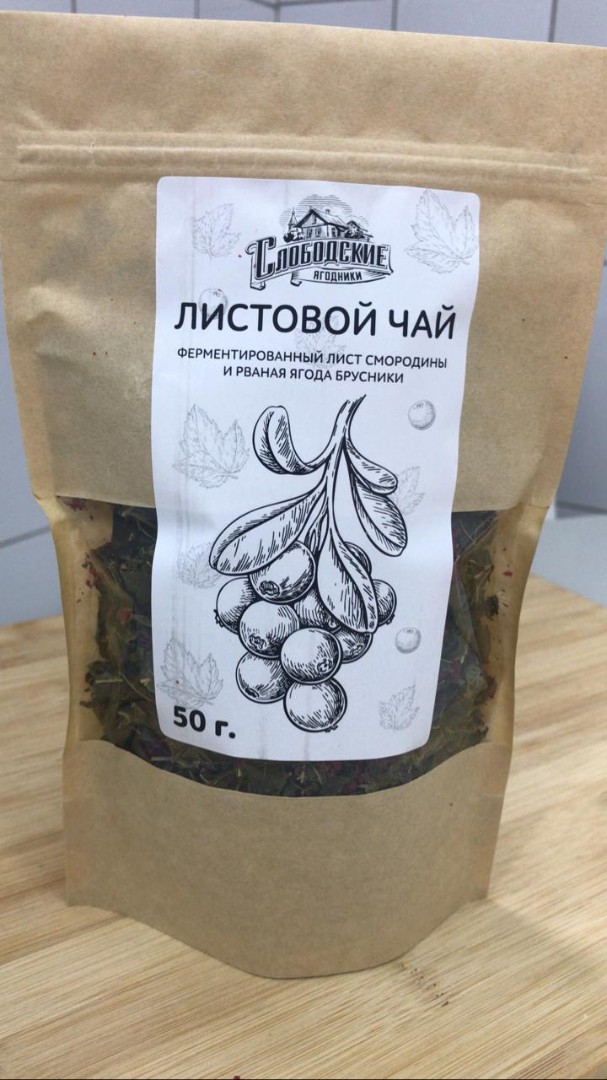 Слободские
ЯГОДНИКИ
ЛИСТОВОЙ ЧАЙ
ФЕРМЕНТИРОВАННЫЙ ЛИСТ СМОРОДИНЫ
И РВАНАЯ ЯГОДА БРУСНИКИ
50 г.